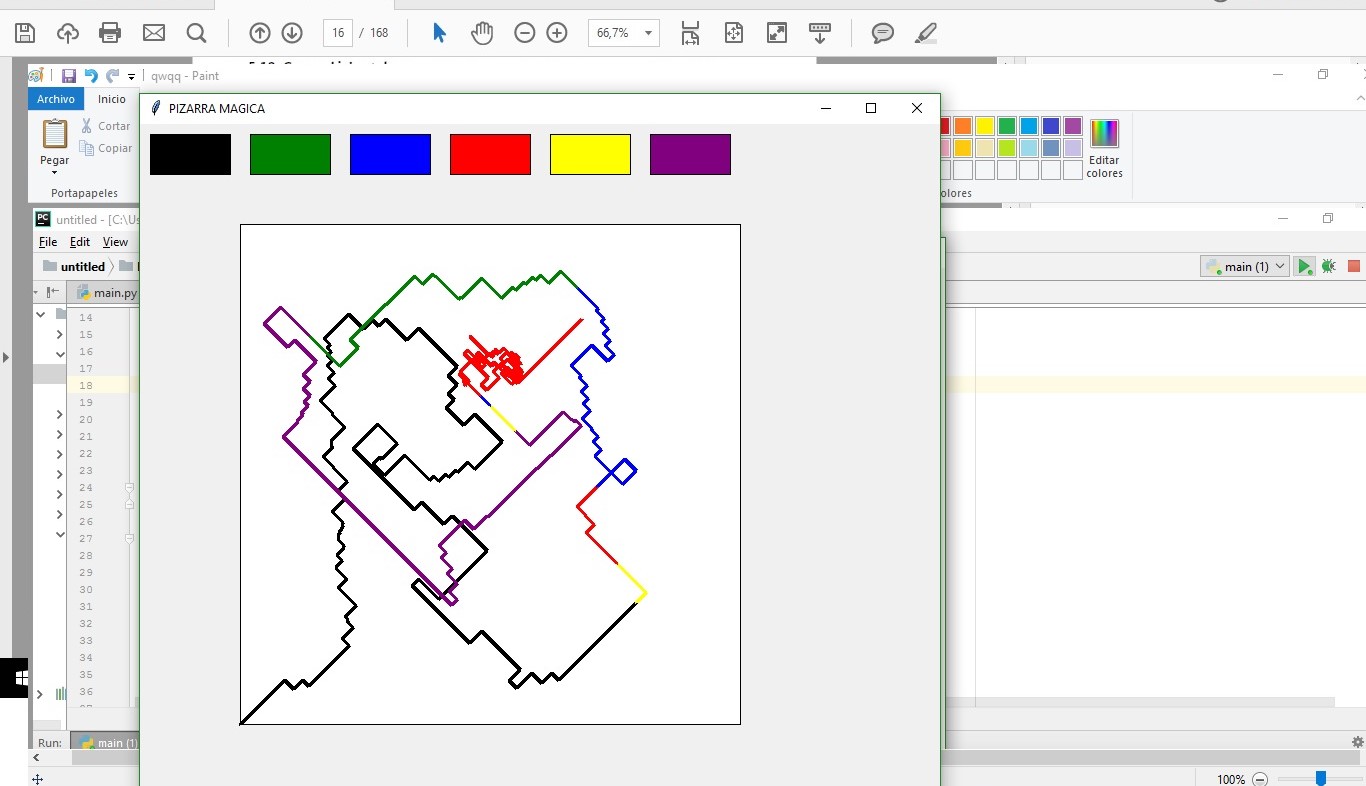 16 / 168
66,7%
qwqq - Paint
Archivo
Inicio
PIZARRA MAGICA
Cortar
Pegar
Copiar
Editar
colores
Portapapeles
olores
untitled - [C:\Us
File Edit View
untitled
main (1)
main.py
14
15
16
17
18
19
20
21
22
23
24
25
26
27
28
29
30
31
32
33
34
35
36
Run: main (1)
100%